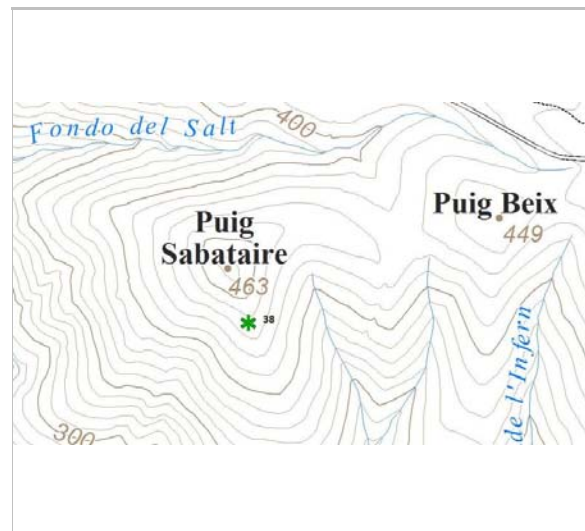 Fondo del Salt
400
Puig
Sabataire
463
38
Puig Beix
449
de l'Infern
300